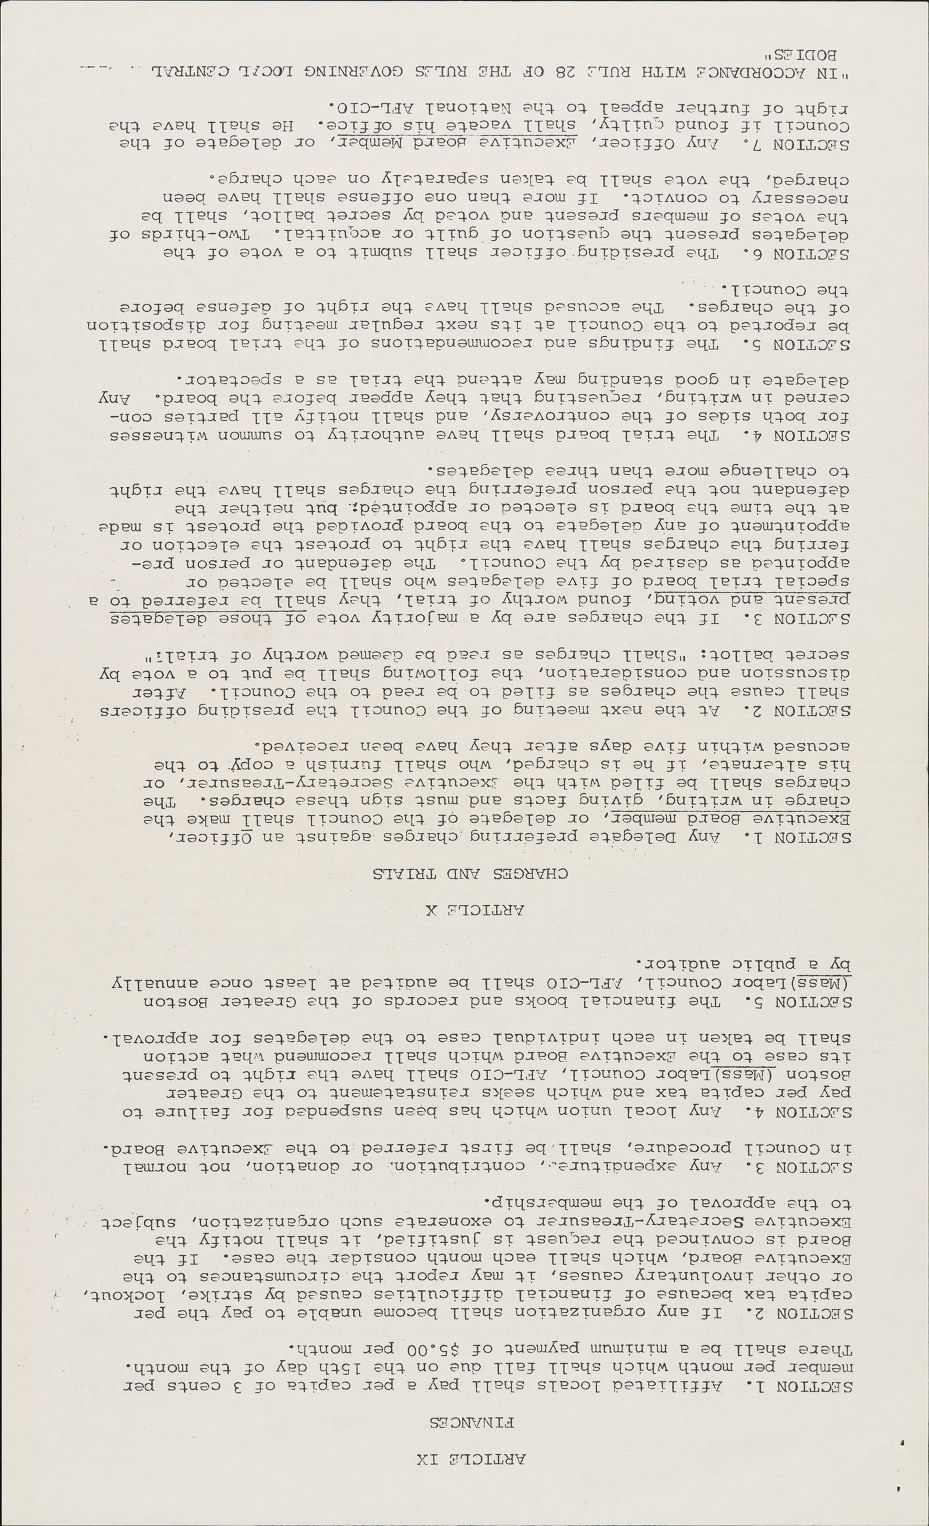 ARTICLE IX
FINANCES
SECTION 1. Affiliated locals shall pay a per capita of 3 cents per
member per month which shall fall due on the 15th day of the month.
There shall be a minimum payment of $5.00 per month.
SECTION 2. If any organization shall become unable to pay the per
capita tax because of financial difficulties caused by strike, lockout,
or other involuntary causes, it may report the circumstances to the
Executive Board, which shall each month consider the case. If the
Board is convinced the request is justified, it shall notify the
Executive Secretary-Treasurer to exonerate such organization, subject
to the approval of the membership.
SECTION 3. Any expenditure, contribution, or donation, not normal
in Council procedure, shall be first referred to the Executive Board.
SECTION 4. Any local union which has been suspended for failure to
pay per capita tax and which seeks reinstatement to the Greater
Boston (Mass) Labor Council, AFL-CIO shall have the right to present
its case to the Executive Board which shall recommend what action
shall be taken in each individual case to the delegates for approval.
SECTION 5. The financial books and records of the Greater Boston
(Mass) Labor Council, AFL-CIO shall be audited at least once annually
by a public auditor.
ARTICLE X
CHARGES AND TRIALS
SECTION 1. Any Delegate preferring charges against an Officer,
Executive Board member, or delegate of the Council shall make the
charge in writing, giving facts and must sign these charges. The
charges shall be filed with the Executive Secretary-Treasurer, or
his alternate, if he is charged, who shall furnish a copy to the
accused within five days after they have been received.
SECTION 2. At the next meeting of the Council the presiding officers
shall cause the charges as filed to be read to the Council. After
discussion and consideration, the following shall be put to a vote by
secret ballot: "Shall charges as read be deemed worthy of trial;"
SECTION 3. If the charges are by a majority vote of those delegates
present and voting, found worthy of trial, they shall be referred to a
special trial board of five delegates who shall be elected or
appointed as desired by the Council. The defendant or person pre-
ferring the charges shall have the right to protest the election or
appointment of any delegate to the board provided the protest is made
at the time the board is elected or appointed; but neither the
defendant not the person preferring the charges shall have the right
to challenge more than three delegates.
SECTION 4. The trial board shall have authority to summon witnesses
for both sides of the controversy, and shall notify all parties con-
cerned in writing, requesting that they appear before the board. Any
delegate in good standing may attend the trial as a spectator.
SECTION 5. The findings and recommendations of the trial board shall
be reported to the Council at its next regular meeting for disposition
of the charges. The accused shall have the right of defense before
the Council.
SECTION 6. The presiding officer shall submit to a vote of the
delegates present the question of guilt or acquittal. Two-thirds of
the votes of members present and voted by secret ballot, shall be
necessary to convict. If more than one offense shall have been
charged, the vote shall be taken separately on each charge.
SECTION 7. Any Officer, Executive Board Member, or delegate of the
Council if found guilty, shall vacate his office. He shall have the
right of further appeal to the National AFL-CIO.
"IN ACCORDANCE WITH RULE 28 OF THE RULES GOVERNING LOCAL CENTRAL
BODIES"